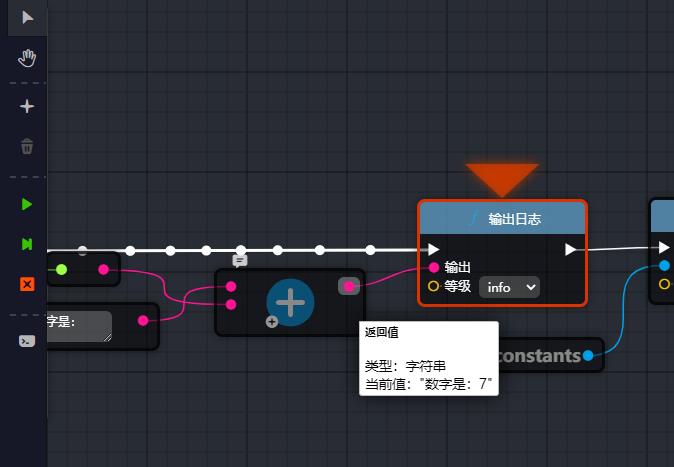 输出日志
输出
等级
info
字是:
返回值
类型：字符串
当前值："数字是：7"
constants